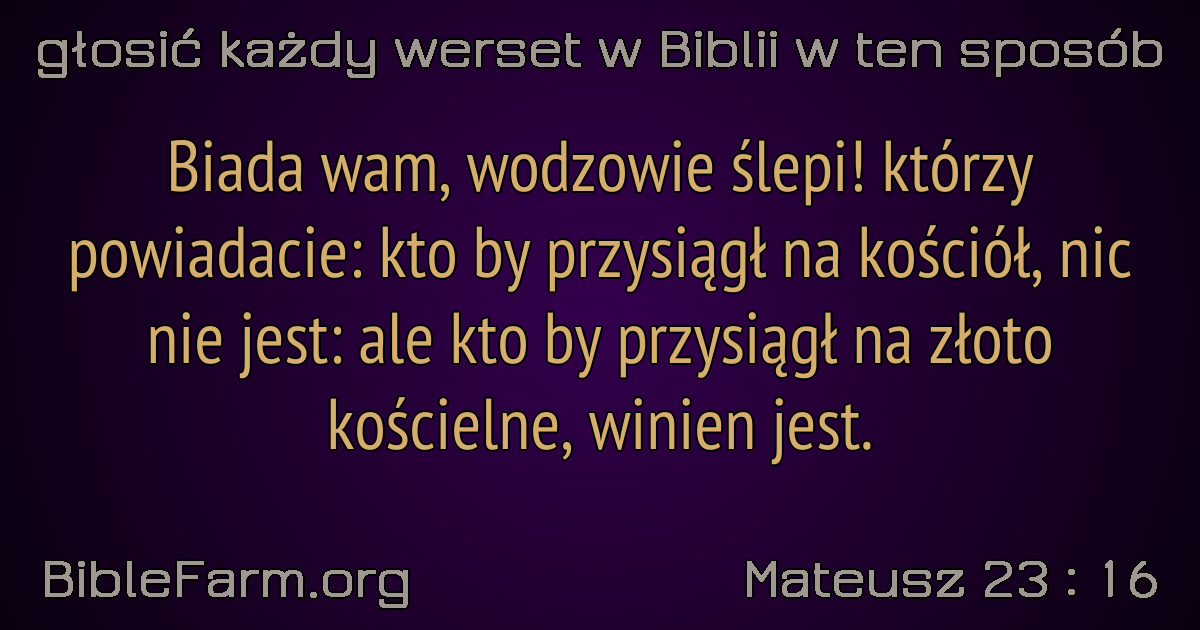 głosić każdy werset w Biblii w ten sposób
Biada wam, wodzowie ślepi! którzy
powiadacie: kto by przysiągł na kościół, nic
nie jest: ale kto by przysiągł na złoto
kościelne, winien jest.
BibleFarm.org
Mateusz 23 : 16